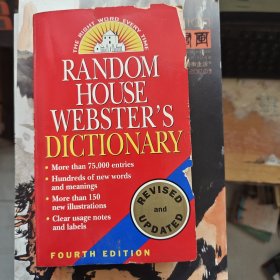 THE RIGHT WORD EVERY TIME
RANDOM
HOUSE
WEBSTER'S
DICTIONARY
• More than 75,000 entries
• Hundreds of new words
and meanings
• More than 150
new illustrations
• Clear usage notes
and labels
REVISED
and
UPDATED
FOURTH EDITION